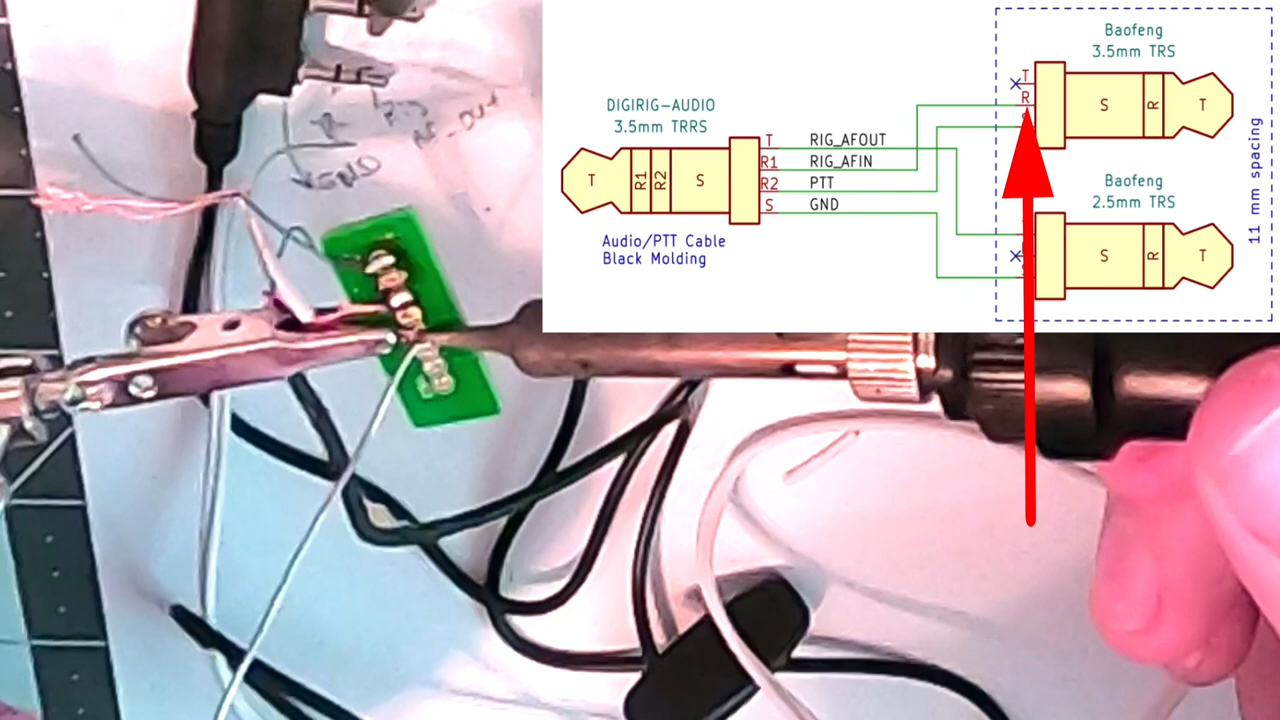 DIGIRIG-AUDIO
3.5mm TRRS
T
R1
R2
S
T
R1
R2
S
RIG_AFOUT
RIG_AFIN
PTT
GND
Audio/PTT Cable
Black Molding
Baofeng
3.5mm TRS
T
R
S
R
T
Baofeng
2.5mm TRS
S
R
T
11 mm spacing
GND